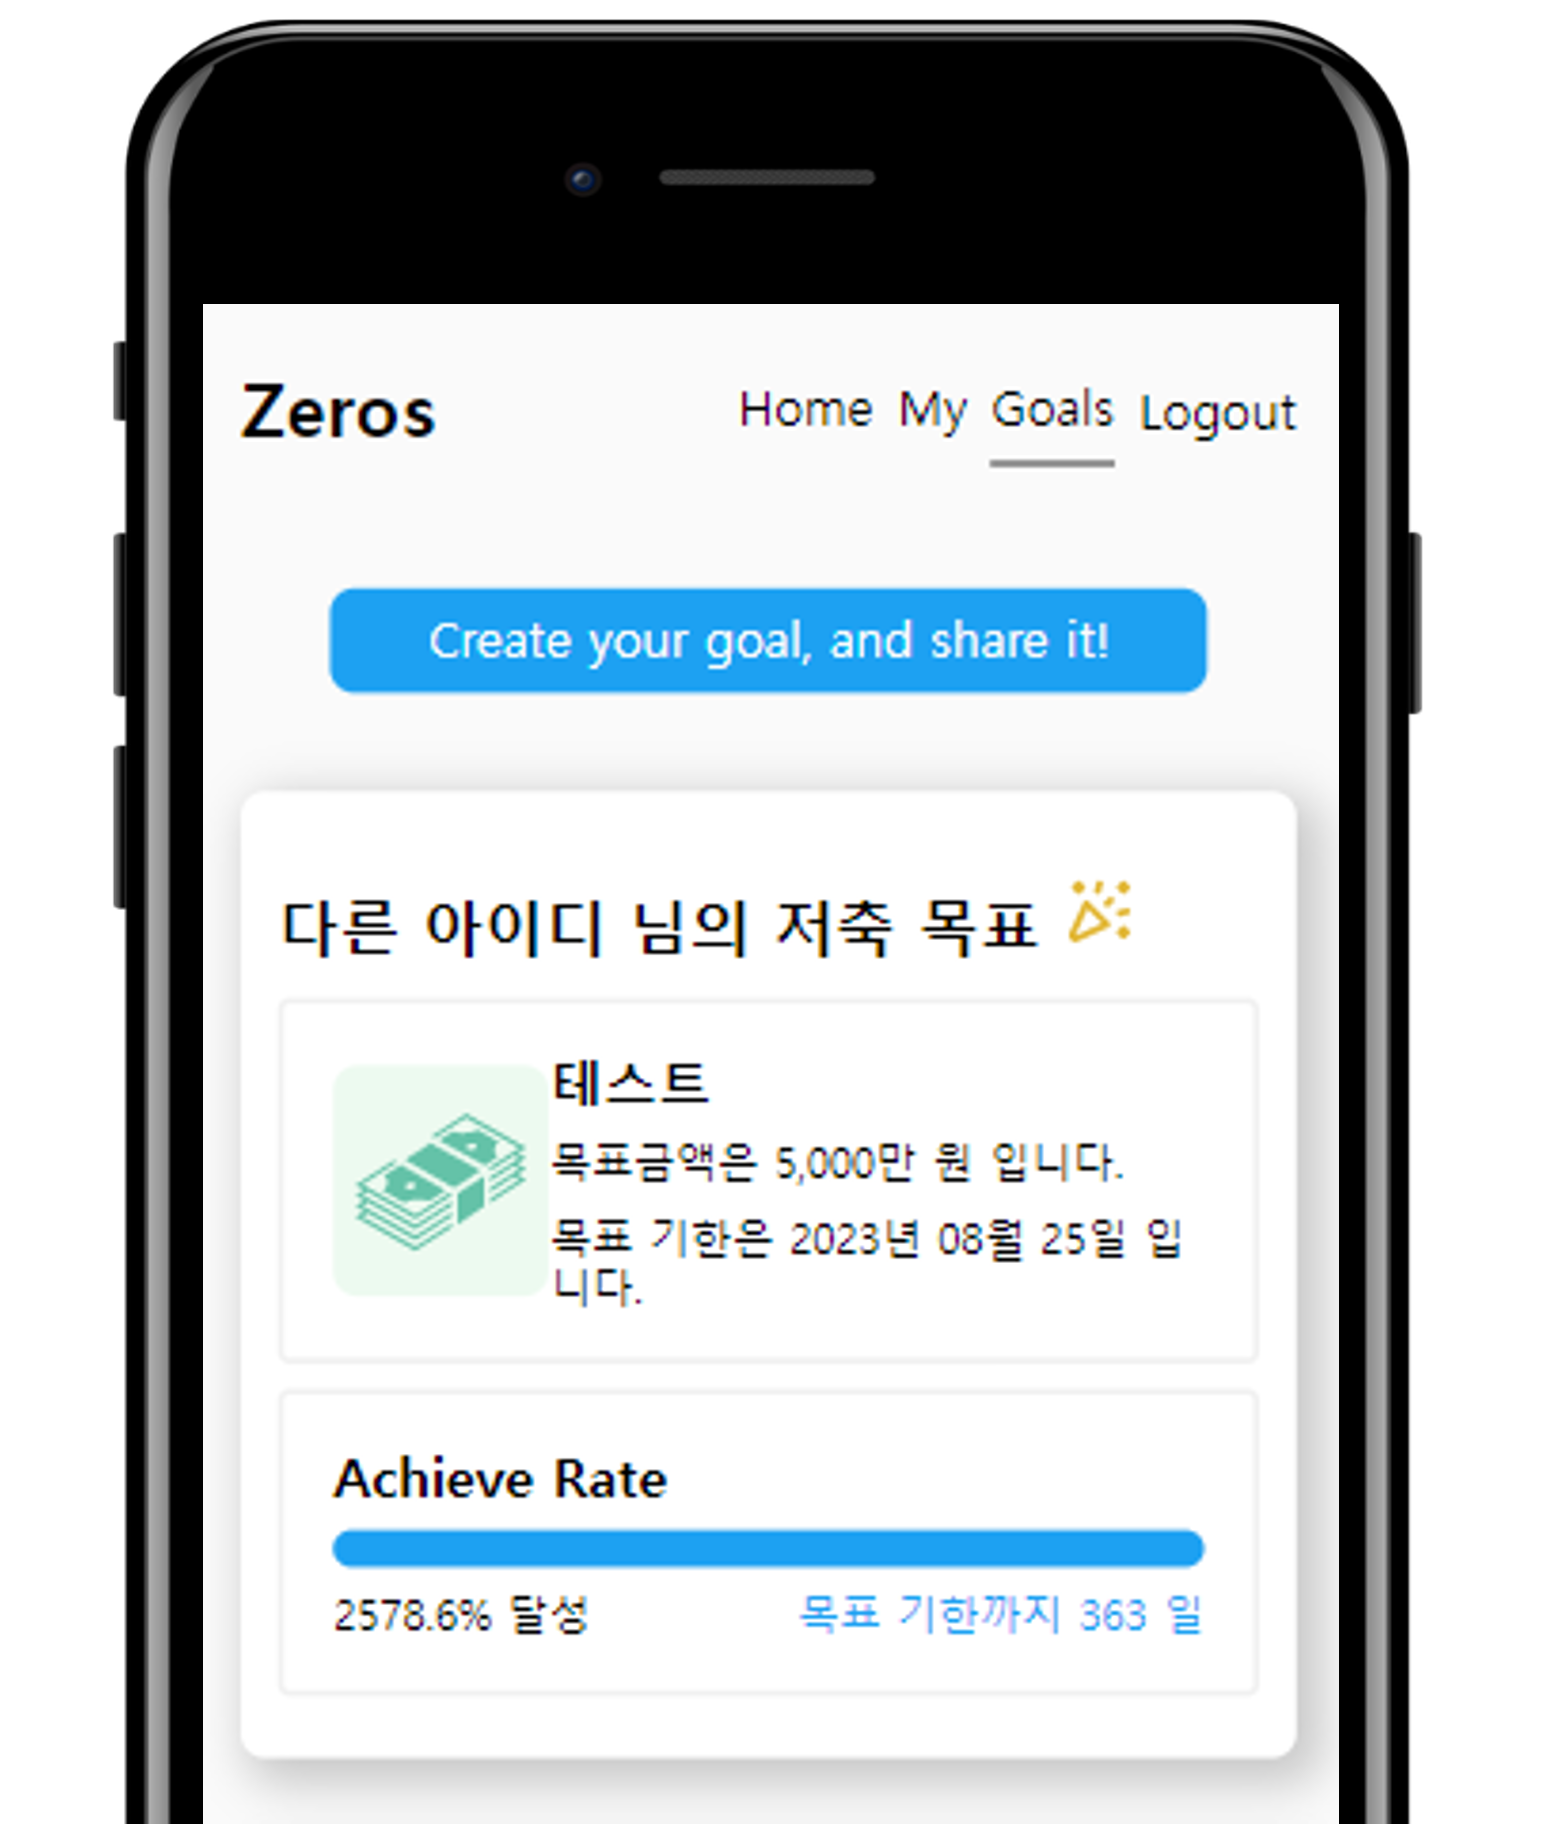 Zeros
Home My Goals Logout
Create your goal, and share it!
다른 아이디 님의 저축 목표
테스트
목표금액은 5,000만 원 입니다.
목표 기한은 2023년 08월 25일 입
니다.
Achieve Rate
2578.6% 달성
목표 기한까지 363 일